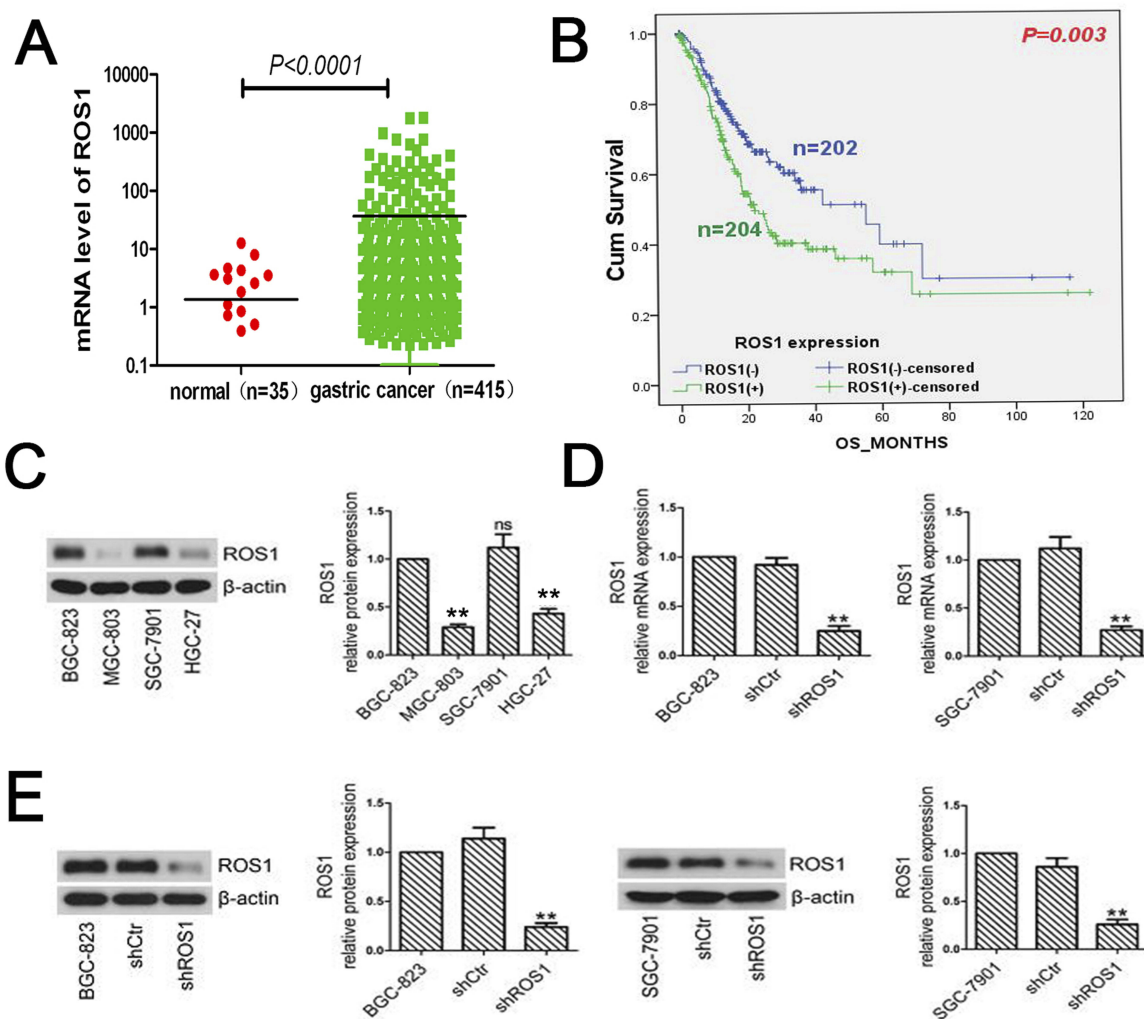 A
P<0.0001
mRNA level of ROS1
10000
1000
100
10
1
0.1
normal (n=35)
gastric cancer (n=415)
B
P=0.003
Cum Survival
1.0
0.8
0.6
0.4
0.2
0.0
n=202
n=204
ROS1 expression
ROS1(-)
ROS1(-)-censored
ROS1(+)
ROS1(+)-censored
0
20
40
60
80
100
120
OS_MONTHS
C
ROS1
β-actin
BGC-823
MGC-803
SGC-7901
HGC-27
ROS1
relative protein expression
1.5
1.0
0.5
0.0
**
ns
**
BGC-823
MGC-803
SGC-7901
HGC-27
D
ROS1
relative mRNA expression
1.5
1.0
0.5
0.0
**
BGC-823
shCtr
shROS1
ROS1
relative mRNA expression
1.5
1.0
0.5
0.0
**
SGC-7901
shCtr
shROS1
E
ROS1
β-actin
BGC-823
shCtr
shROS1
ROS1
relative protein expression
1.5
1.0
0.5
0.0
**
BGC-823
shCtr
shROS1
ROS1
β-actin
SGC-7901
shCtr
shROS1
ROS1
relative protein expression
1.5
1.0
0.5
0.0
**
SGC-7901
shCtr
shROS1